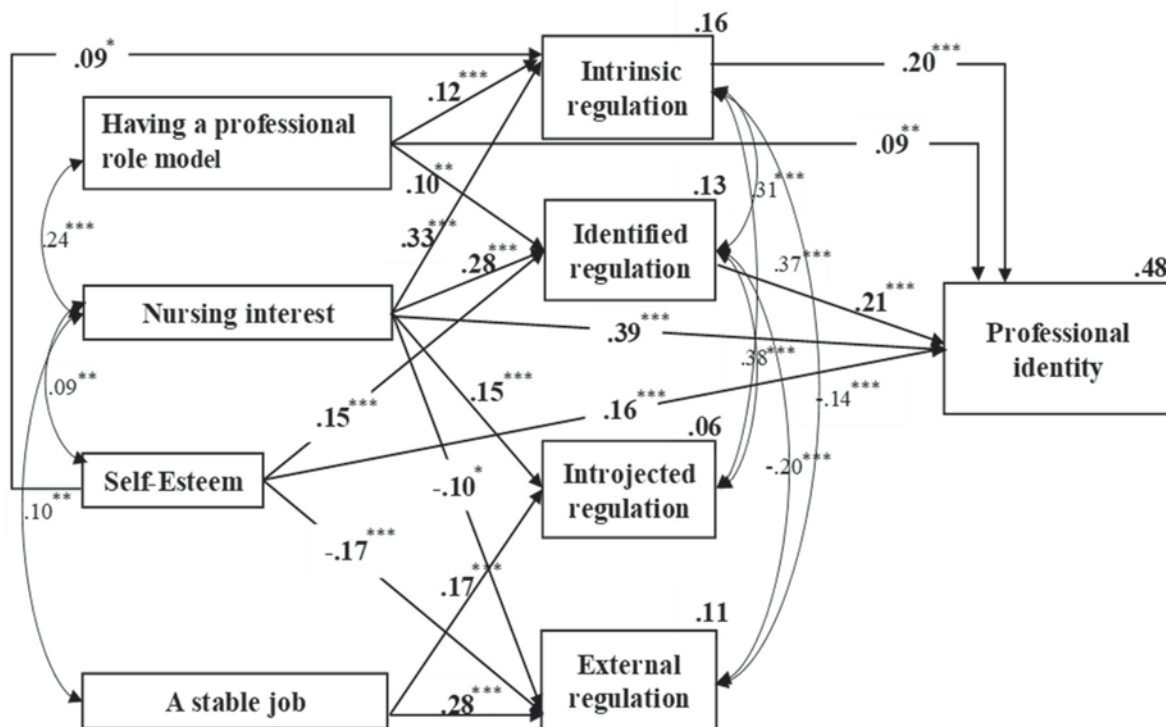 .16
.09*
.20***
Intrinsic
regulation
.12***
Having a professional
role model
.09**
.10**
.13
.31***
.24***
.33***
.28***
Identified
regulation
.37***
.48
Nursing interest
.21***
.39***
Professional
identity
.38***
.09**
.15***
.15***
.16***
-.14***
.06
Self-Esteem
-.10*
Introjected
regulation
-.20***
.10**
-.17***
.17***
.11
External
regulation
A stable job
.28***